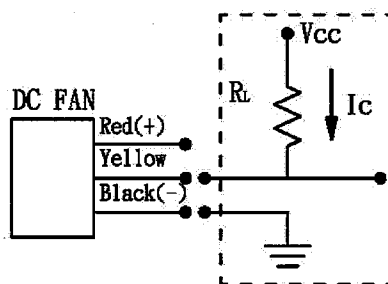 Vcc
DC FAN
RL
Ic
Red(+)
Yellow
Black(-)